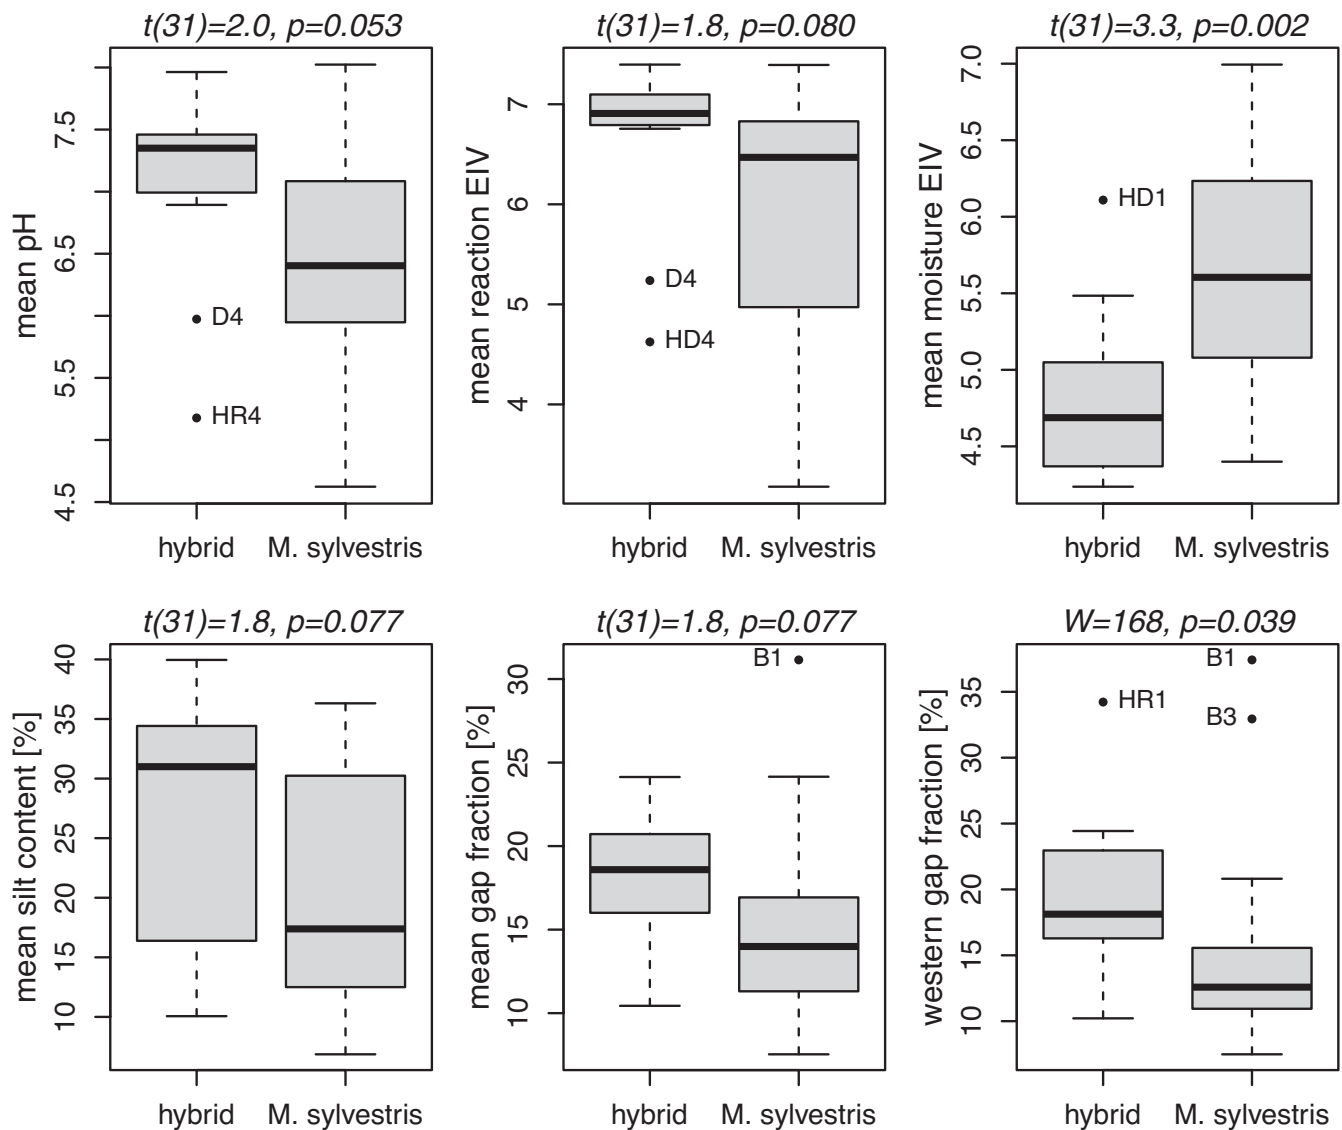 t(31)=2.0, p=0.053
mean pH
7.5
6.5
5.5
4.5
D4
HR4
hybrid
M. sylvestris
t(31)=1.8, p=0.080
mean reaction EIV
7
6
5
4
D4
HD4
hybrid
M. sylvestris
t(31)=3.3, p=0.002
mean moisture EIV
7.0
6.5
6.0
5.5
5.0
4.5
HD1
hybrid
M. sylvestris
t(31)=1.8, p=0.077
mean silt content [%]
40
35
30
25
20
15
10
hybrid
M. sylvestris
t(31)=1.8, p=0.077
mean gap fraction [%]
30
25
20
15
10
B1
hybrid
M. sylvestris
W=168, p=0.039
western gap fraction [%]
35
30
25
20
15
10
HR1
B1
B3
hybrid
M. sylvestris